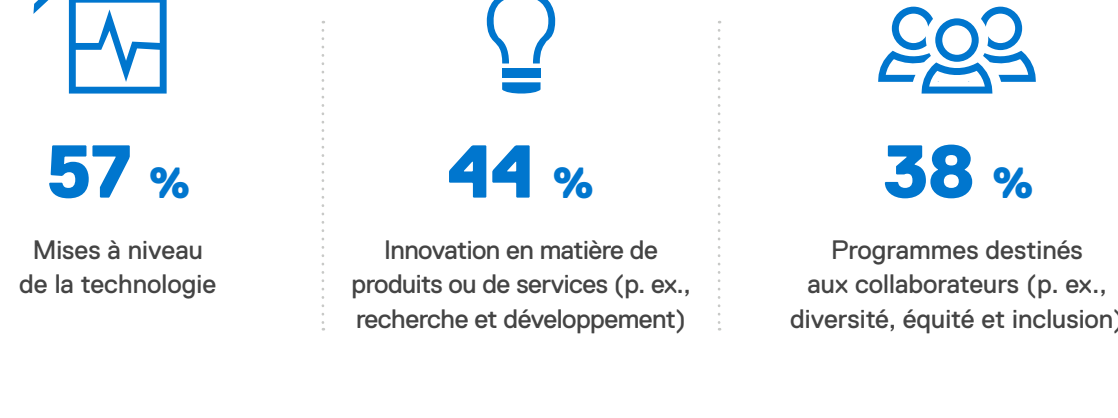 57 %
Mises à niveau
de la technologie
44 %
Innovation en matière de
produits ou de services (p. ex.,
recherche et développement)
38 %
Programmes destinés
aux collaborateurs (p. ex.,
diversité, équité et inclusion)